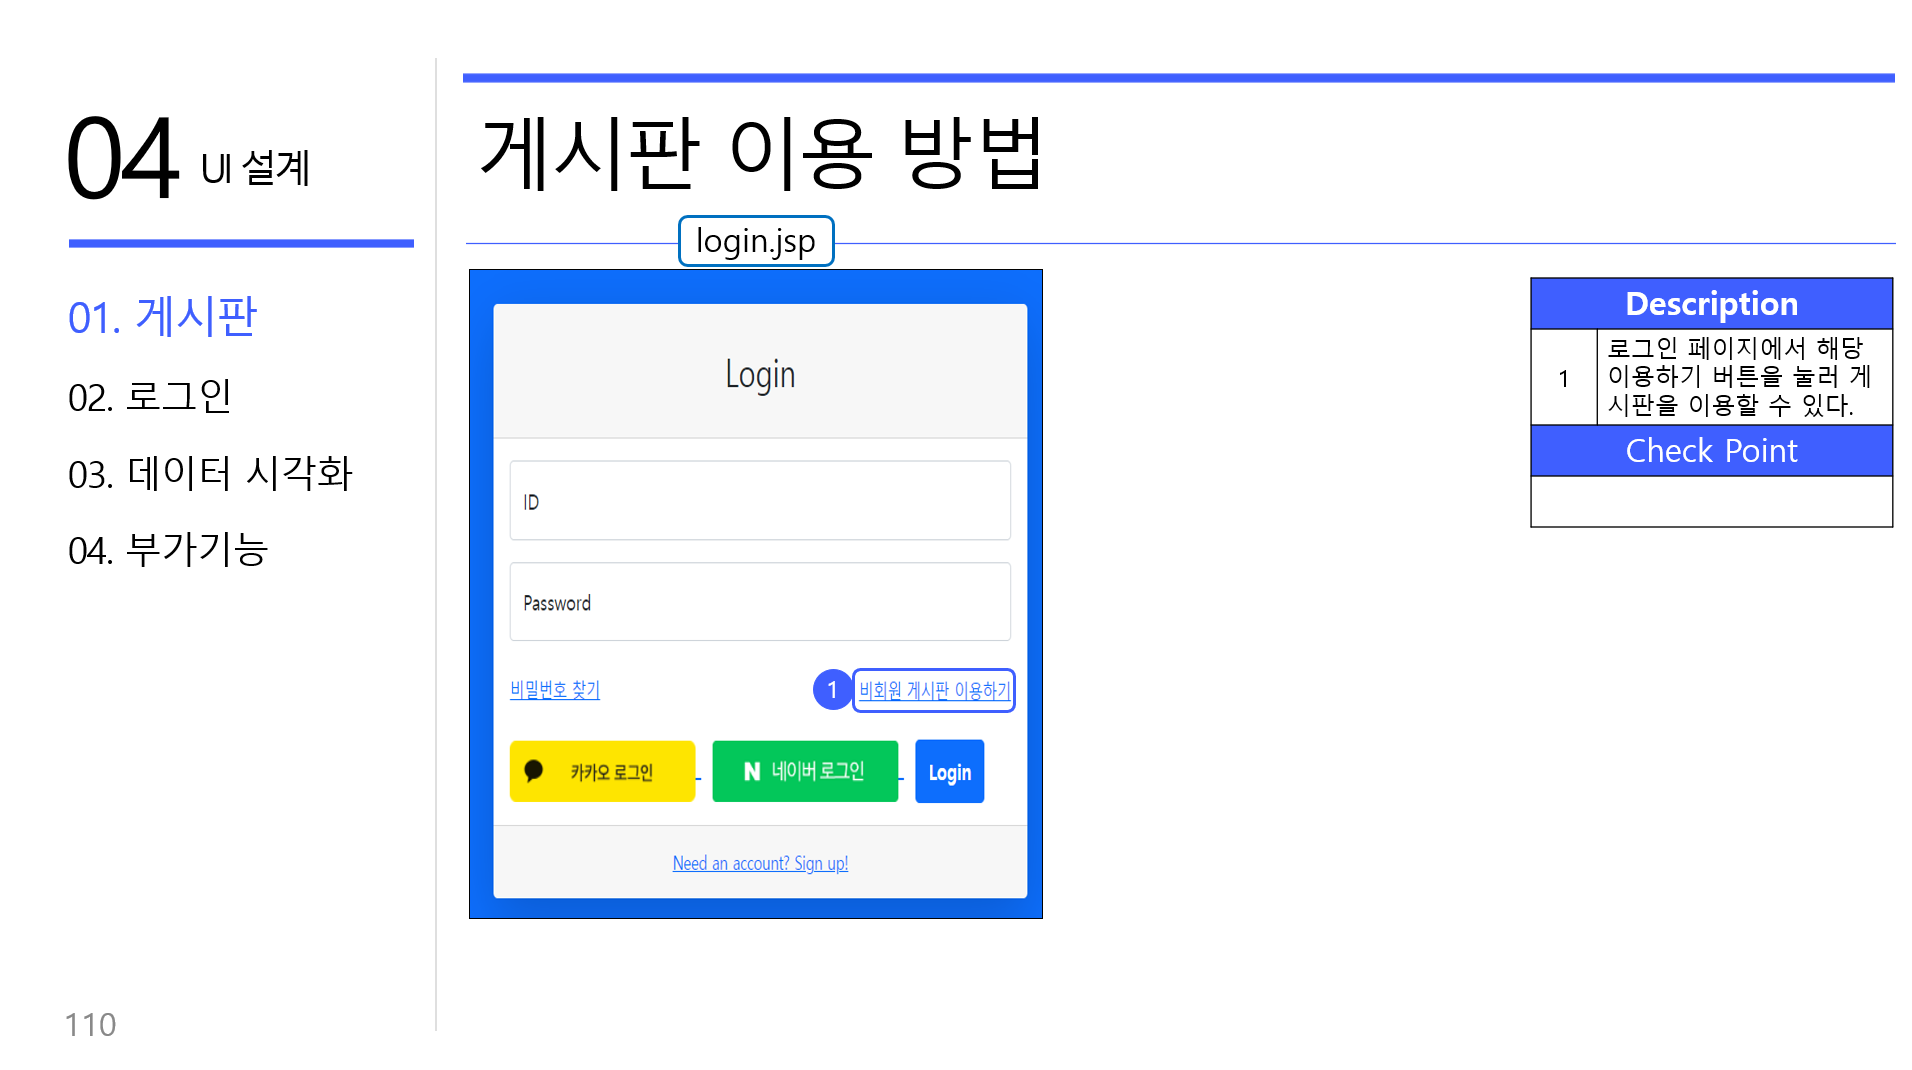 04 UI 설계
01. 게시판
02. 로그인
03. 데이터 시각화
04. 부가기능
110
게시판 이용 방법
login.jsp
Login
ID
Password
비밀번호 찾기
1 비회원 게시판 이용하기
카카오 로그인
N 네이버 로그인
Login
Need an account? Sign up!
Description
1
로그인 페이지에서 해당
이용하기 버튼을 눌러 게
시판을 이용할 수 있다.
Check Point